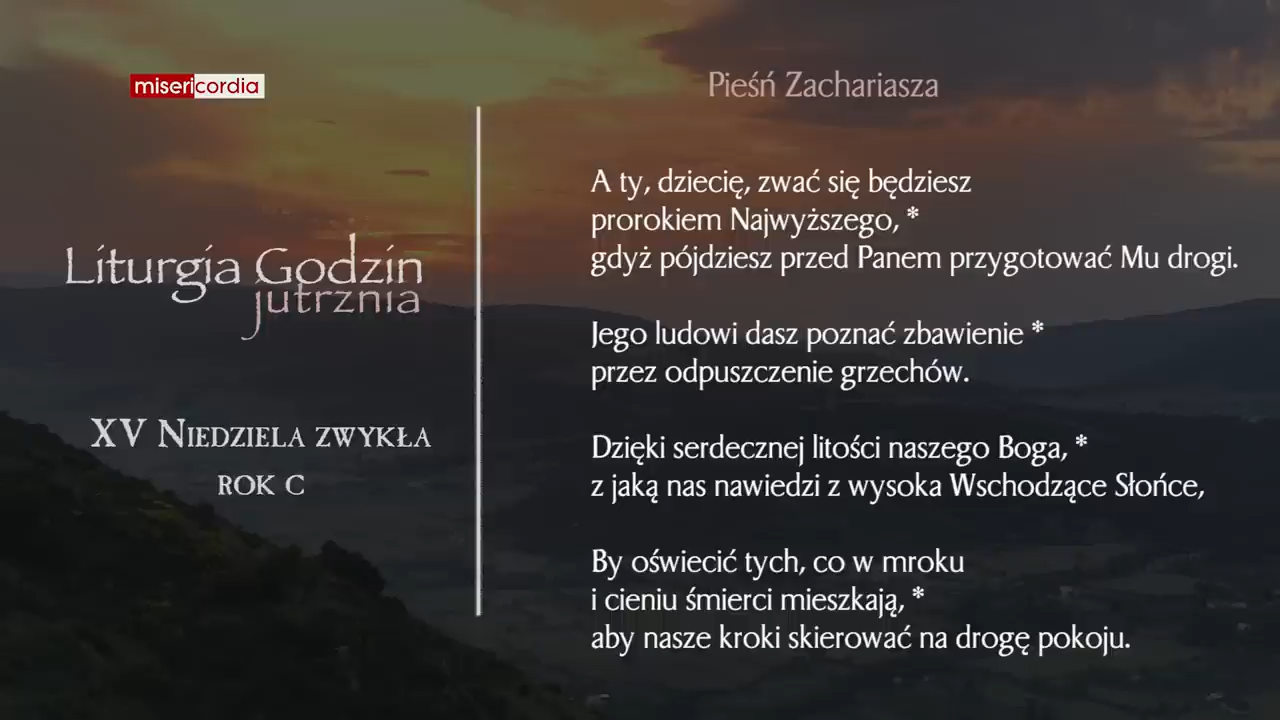 misericordia
Liturgia Godzin
jutrznia
XV Niedziela zwykła
rok C
Pieśń Zachariasza
A ty, dziecię, zwać się będziesz
prorokiem Najwyższego, *
gdyż pójdziesz przed Panem przygotować Mu drogi.
Jego ludowi dasz poznać zbawienie *
przez odpuszczenie grzechów.
Dzięki serdecznej litości naszego Boga, *
z jaką nas nawiedzi z wysoka Wschodzące Słońce,
By oświecić tych, co w mroku
i cieniu śmierci mieszkają, *
aby nasze kroki skierować na drogę pokoju.